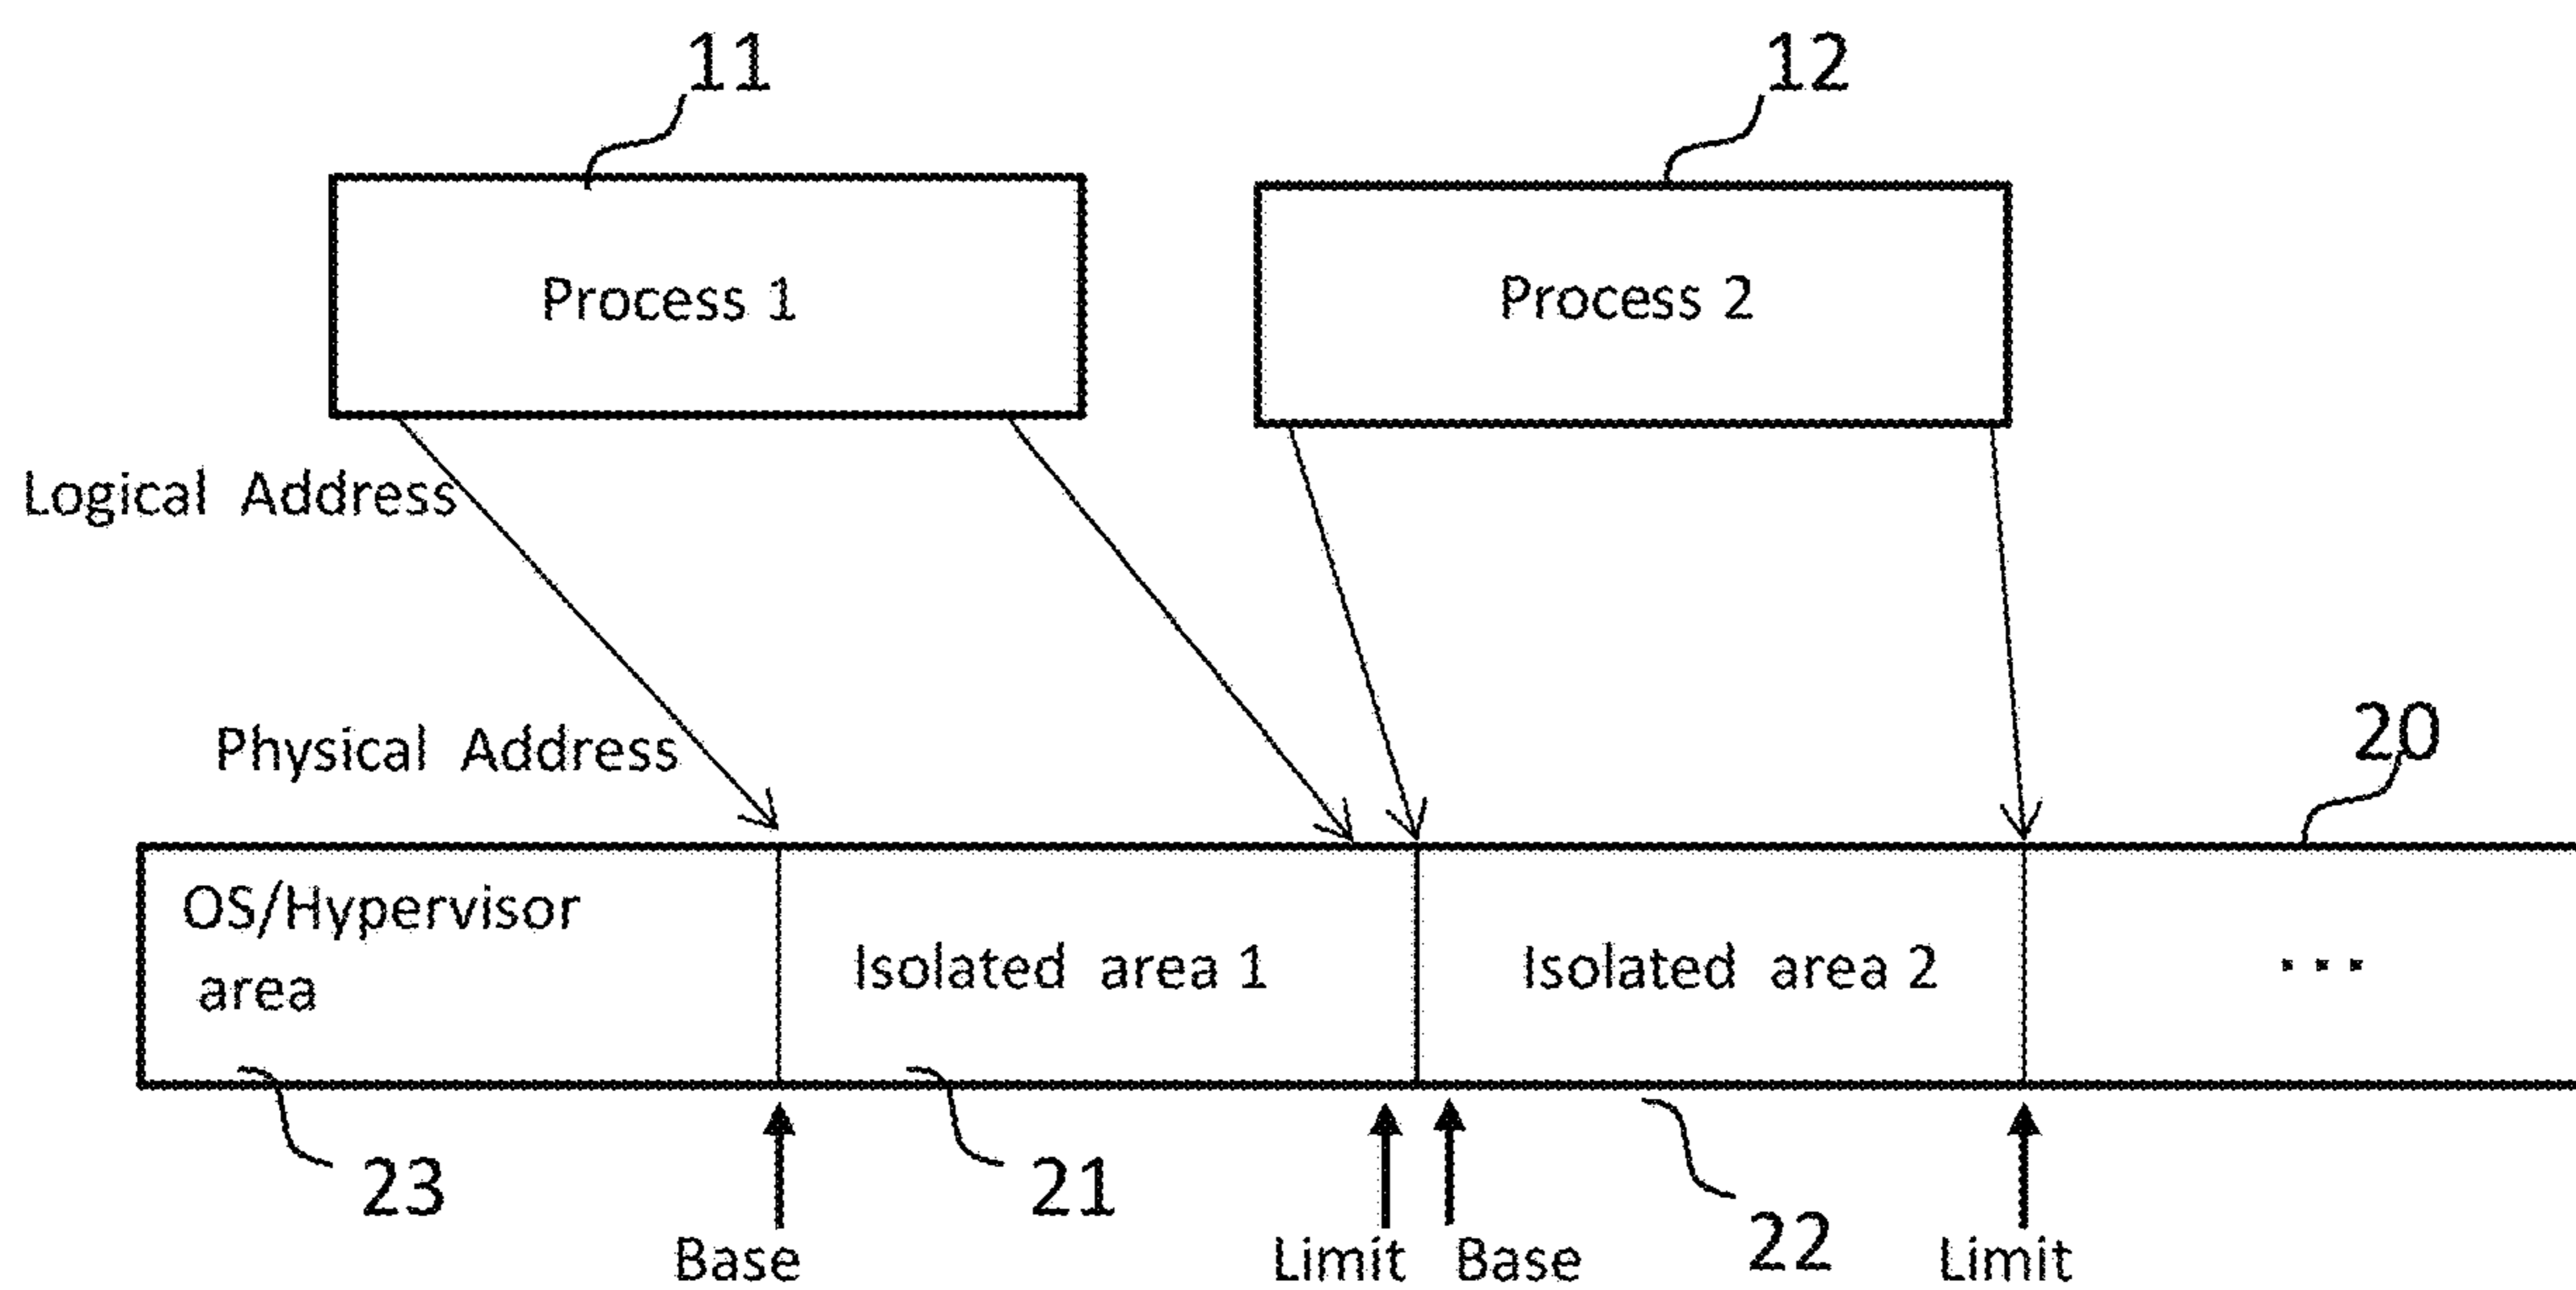 11
12
Process 1
Process 2
Logical Address
Physical Address
20
OS/Hypervisor
area
Isolated area 1
Isolated area 2
...
23
21
22
Base
Limit
Base
Limit